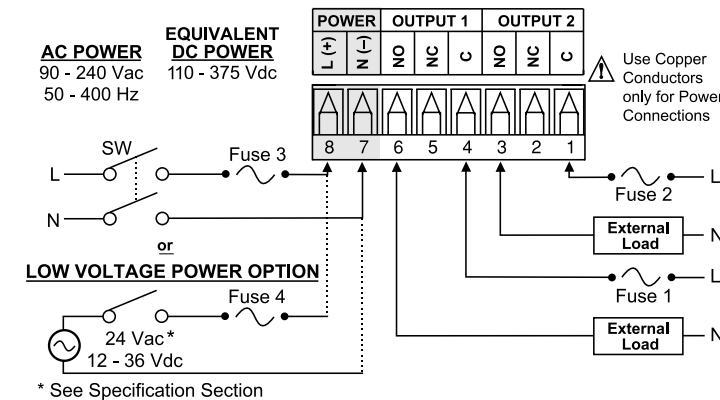 POWER OUTPUT 1 OUTPUT 2
L (+) N (−) NO NC C NO NC C
8 7 6 5 4 3 2 1
AC POWER
90 - 240 Vac
50 - 400 Hz
EQUIVALENT
DC POWER
110 - 375 Vdc
Use Copper
Conductors
only for Power
Connections
SW
Fuse 3
L
N
or
LOW VOLTAGE POWER OPTION
Fuse 4
24 Vac*
12 - 36 Vdc
* See Specification Section
L
Fuse 2
External
Load
N
L
Fuse 1
External
Load
N